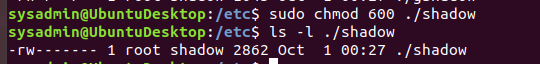 sysadmin@UbuntuDesktop:/etc$ sudo chmod 600 ./shadow
sysadmin@UbuntuDesktop:/etc$ ls -l ./shadow
-rw------- 1 root shadow 2862 Oct  1 00:27 ./shadow